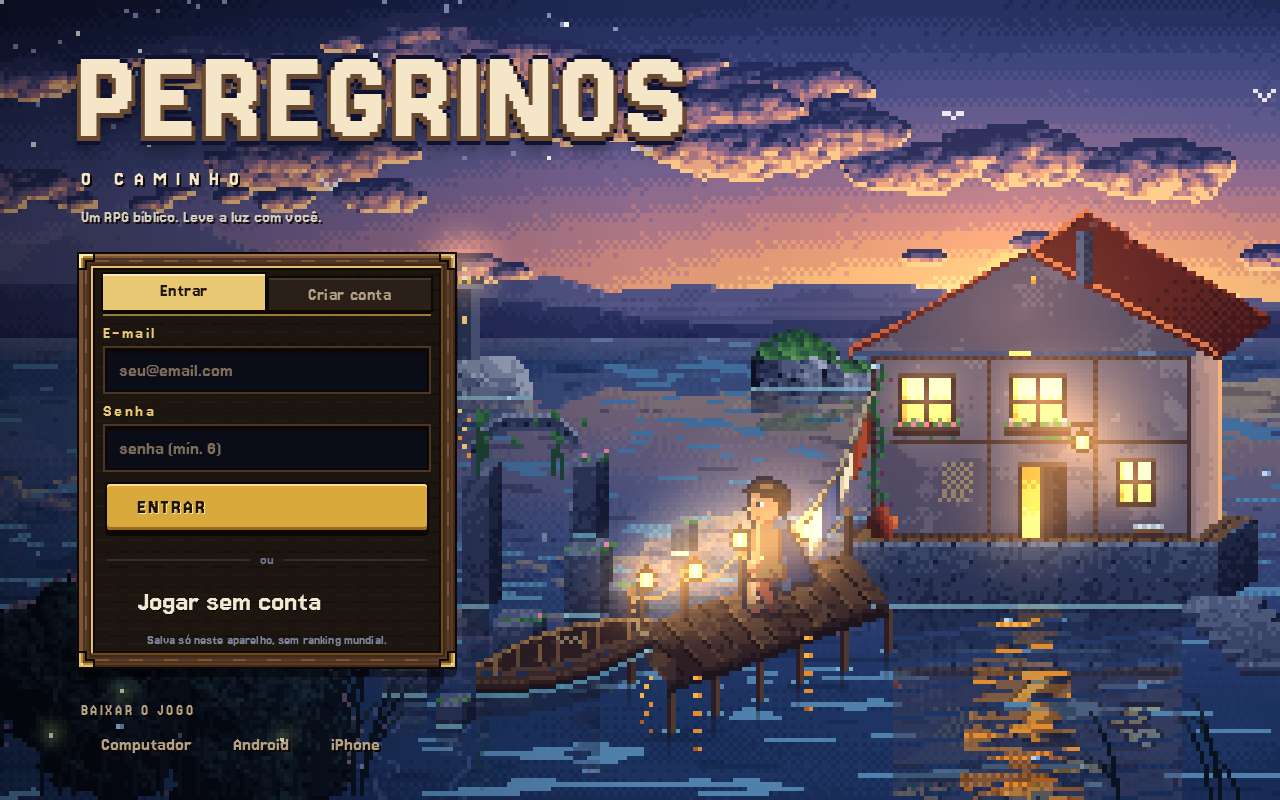 PEREGRINOS
O CAMINHO
Um RPG bíblico. Leve a luz com você.
Entrar
Criar conta
E-mail
seu@email.com
Senha
senha (mín. 6)
ENTRAR
ou
Jogar sem conta
Salva só neste aparelho, sem ranking mundial.
BAIXAR O JOGO
Computador Android iPhone